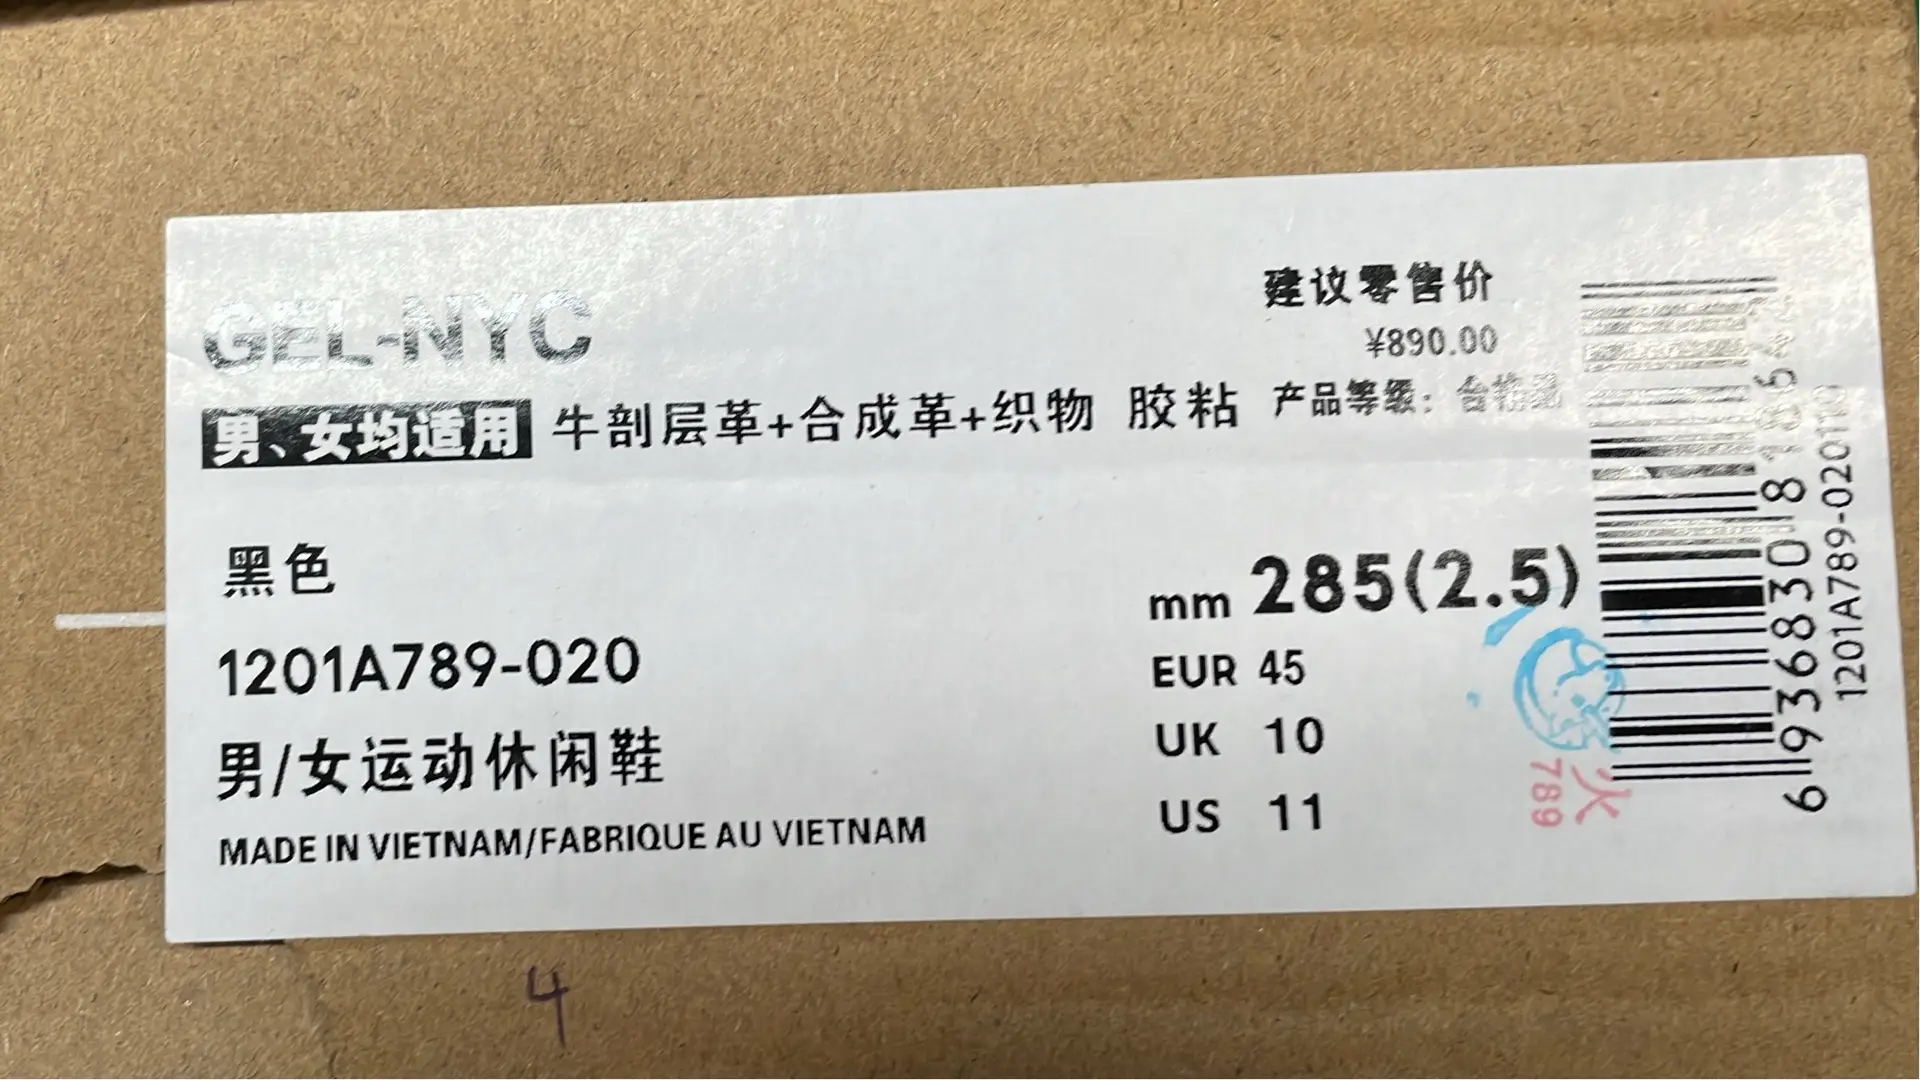 GEL-NYC
建议零售价
¥890.00
男、女均适用 牛剖层革+合成革+织物 胶粘 产品等级：合格品
黑色
1201A789-020
男/女运动休闲鞋
MADE IN VIETNAM/FABRIQUE AU VIETNAM
mm 285(2.5)
EUR 45
UK 10
US 11
1201A789-020110
火
789
4